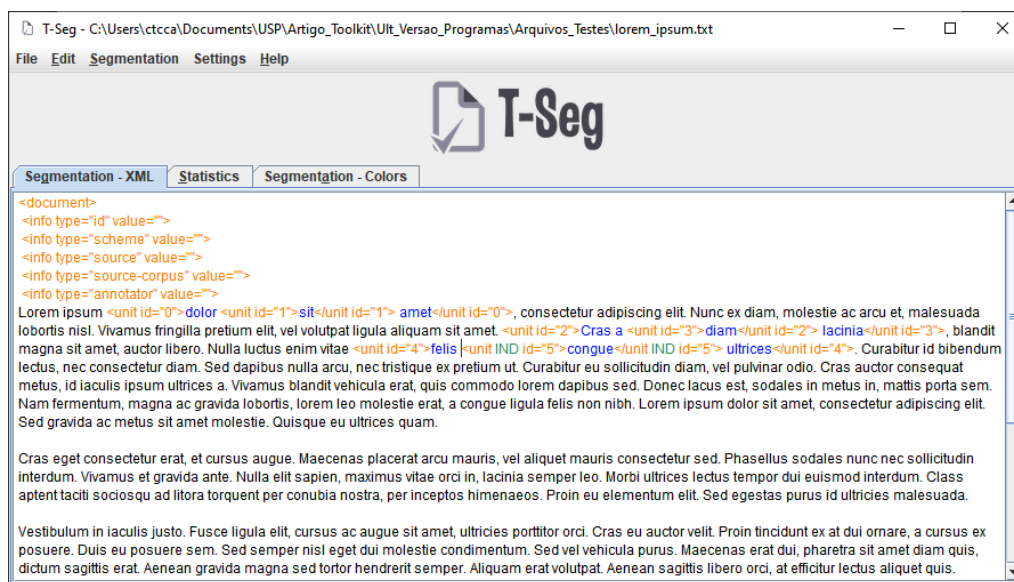 T-Seg - C:\Users\ctcca\Documents\USP\Artigo_Toolkit\Ult_Versao_Programas\Arquivos_Testes\lorem_ipsum.txt
File Edit Segmentation Settings Help
T-Seg
Segmentation - XML Statistics Segmentation - Colors
<document>
<info type="id" value="">
<info type="scheme" value="">
<info type="source" value="">
<info type="source-corpus" value="">
<info type="annotator" value="">
Lorem ipsum <unit id="0">dolor <unit id="1">sit</unit id="1"> amet</unit id="0">, consectetur adipiscing elit. Nunc ex diam, molestie ac arcu et, malesuada
lobortis nisl. Vivamus fringilla pretium elit, vel volutpat ligula aliquam sit amet. <unit id="2">Cras a <unit id="3">diam</unit id="2"> lacinia</unit id="3">, blandit
magna sit amet, auctor libero. Nulla luctus enim vitae <unit id="4">felis <unit IND id="5">congue</unit IND id="5"> ultrices</unit id="4">. Curabitur id bibendum
lectus, nec consectetur diam. Sed dapibus nulla arcu, nec tristique ex pretium ut. Curabitur eu sollicitudin diam, vel pulvinar odio. Cras auctor consequat
metus, id iaculis ipsum ultrices a. Vivamus blandit vehicula erat, quis commodo lorem dapibus sed. Donec lacus est, sodales in metus in, mattis porta sem.
Nam fermentum, magna ac gravida lobortis, lorem leo molestie erat, a congue ligula felis non nibh. Lorem ipsum dolor sit amet, consectetur adipiscing elit.
Sed gravida ac metus sit amet molestie. Quisque eu ultrices quam.
Cras eget consectetur erat, et cursus augue. Maecenas placerat arcu mauris, vel aliquet mauris consectetur sed. Phasellus sodales nunc nec sollicitudin
interdum. Vivamus et gravida ante. Nulla elit sapien, maximus vitae orci in, lacinia semper leo. Morbi ultrices lectus tempor dui euismod interdum. Class
aptent taciti sociosqu ad litora torquent per conubia nostra, per inceptos himenaeos. Proin eu elementum elit. Sed egestas purus id ultricies malesuada.
Vestibulum in iaculis justo. Fusce ligula elit, cursus ac augue sit amet, ultricies porttitor orci. Cras eu auctor velit. Proin tincidunt ex at dui ornare, a cursus ex
posuere. Duis eu posuere sem. Sed semper nisl eget dui molestie condimentum. Sed vel vehicula purus. Maecenas erat dui, pharetra sit amet diam quis,
dictum sagittis erat. Aenean gravida magna sed tortor hendrerit semper. Aliquam erat volutpat. Aenean sagittis libero orci, at efficitur lectus aliquet quis.